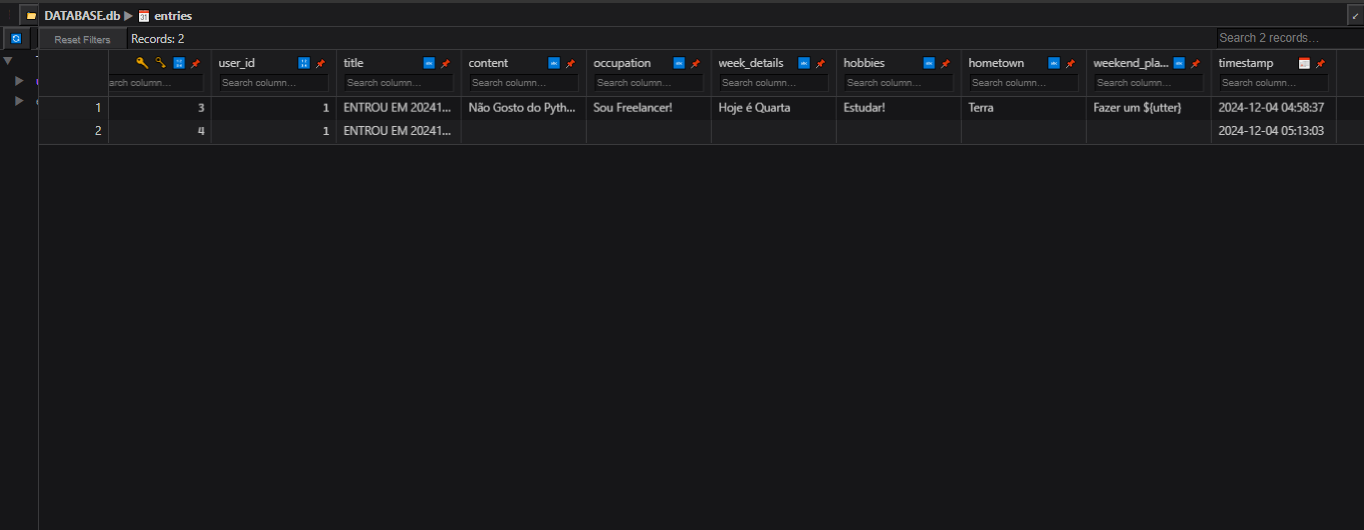 DATABASE.db ▶ entries
Reset Filters Records: 2 Search 2 records...
user_id title content occupation week_details hobbies hometown weekend_pla... timestamp
arch column... Search column... Search column... Search column... Search column... Search column... Search column... Search column... Search column... Search column...
1 3 1 ENTROU EM 20241... Não Gosto do Pyth... Sou Freelancer! Hoje é Quarta Estudar! Terra Fazer um ${utter} 2024-12-04 04:58:37
2 4 1 ENTROU EM 20241... 2024-12-04 05:13:03